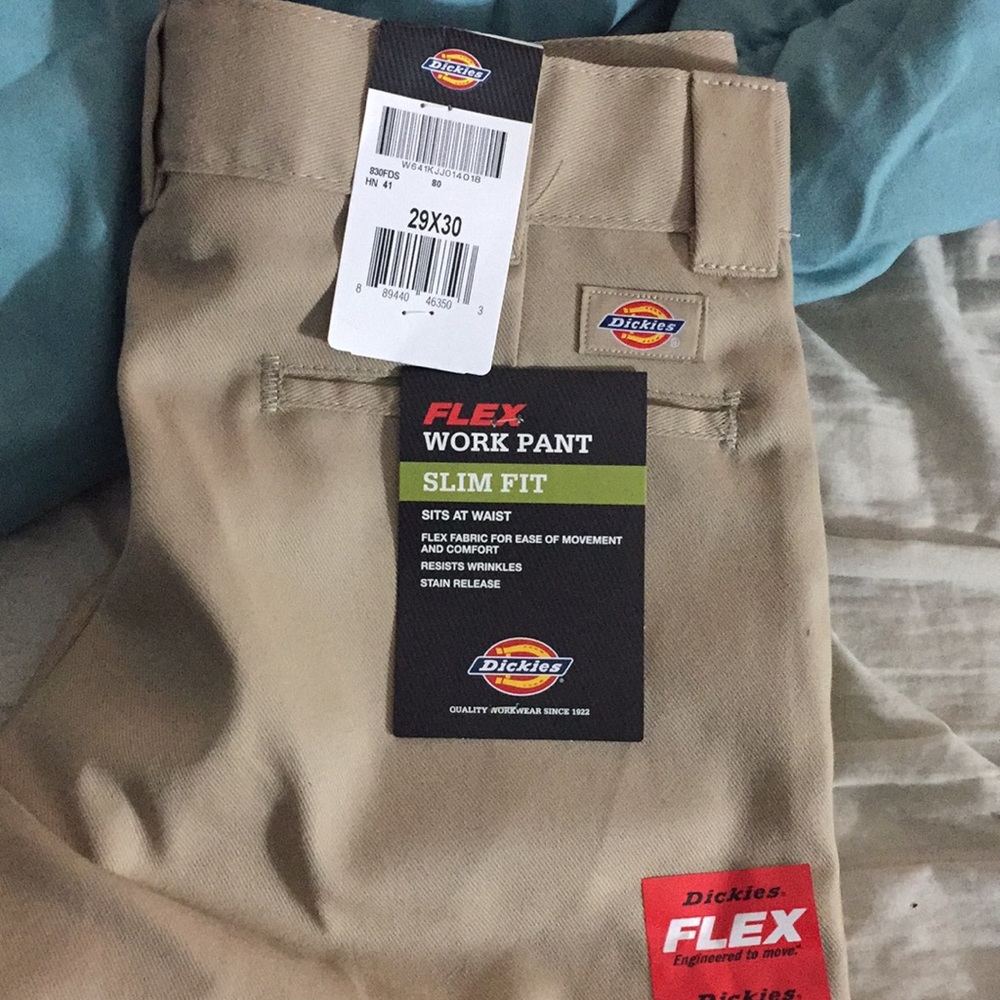 Dickies
W641KJJ01401B
830FDS
HN 41 80
29X30
8 89440 46350 3
Dickies
FLEX
WORK PANT
SLIM FIT
SITS AT WAIST
FLEX FABRIC FOR EASE OF MOVEMENT
AND COMFORT
RESISTS WRINKLES
STAIN RELEASE
Dickies
QUALITY WORKWEAR SINCE 1922
Dickies
FLEX
Engineered to move.
Dickies